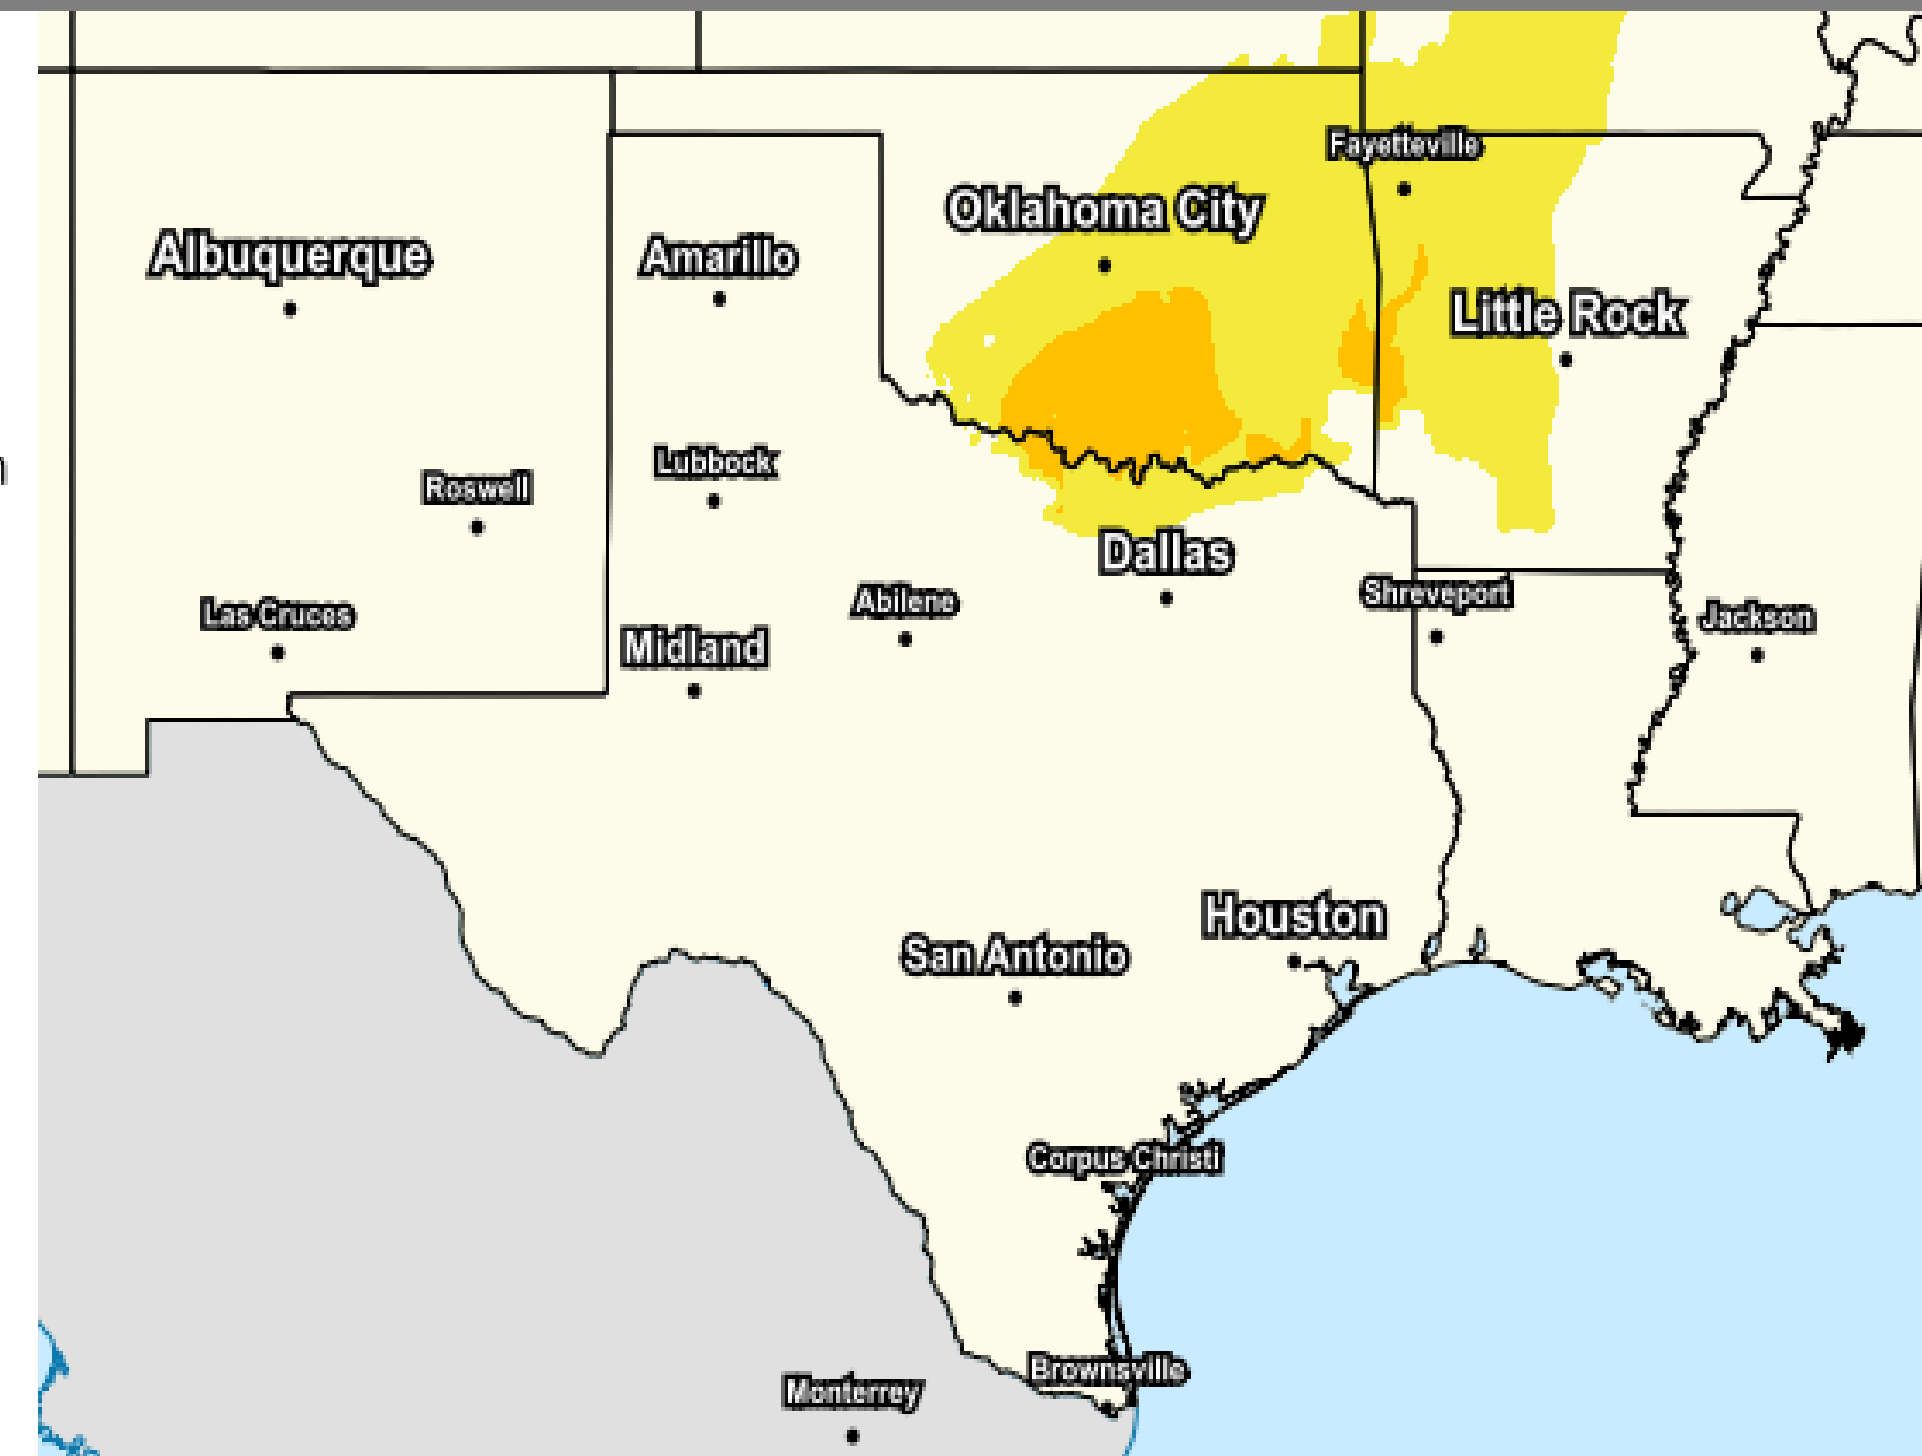 Fayetteville
Oklahoma City
Albuquerque
Amarillo
Little Rock
Lubbock
Roswell
Dallas
Abilene
Shreveport
Las Cruces
Jackson
Midland
Houston
San Antonio
Corpus Christi
Brownsville
Monterrey